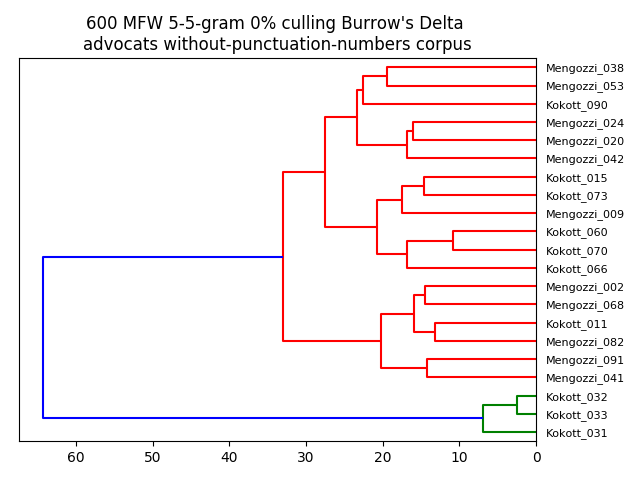 600 MFW 5-5-gram 0% culling Burrow's Delta
advocats without-punctuation-numbers corpus
Mengozzi_038
Mengozzi_053
Kokott_090
Mengozzi_024
Mengozzi_020
Mengozzi_042
Kokott_015
Kokott_073
Mengozzi_009
Kokott_060
Kokott_070
Kokott_066
Mengozzi_002
Mengozzi_068
Kokott_011
Mengozzi_082
Mengozzi_091
Mengozzi_041
Kokott_032
Kokott_033
Kokott_031
60 50 40 30 20 10 0